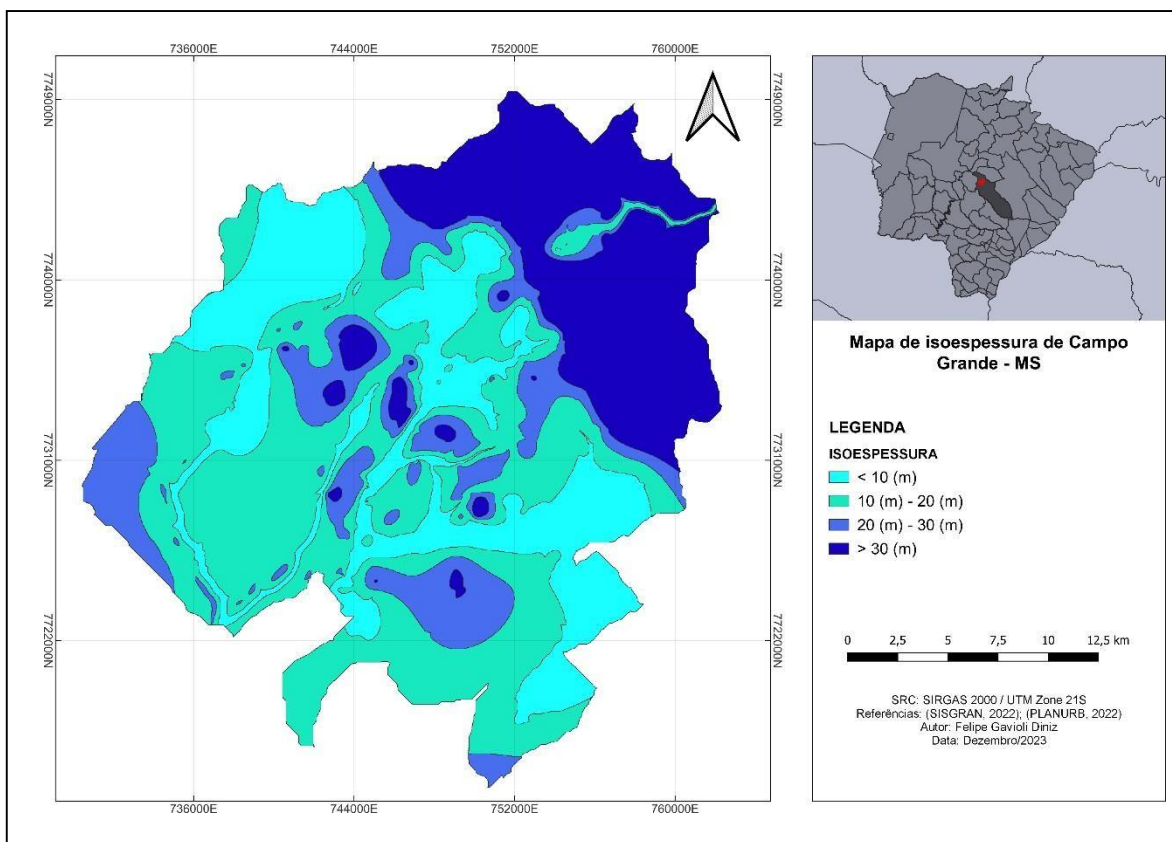 736000E 744000E 752000E 760000E
7749000N 7749000N
7740000N 7740000N
7731000N 7731000N
7722000N 7722000N
736000E 744000E 752000E 760000E
Mapa de isoespessura de Campo
Grande - MS
LEGENDA
ISOESPESSURA
< 10 (m)
10 (m) - 20 (m)
20 (m) - 30 (m)
> 30 (m)
0 2,5 5 7,5 10 12,5 km
SRC: SIRGAS 2000 / UTM Zone 21S
Referências: (SISGRAN, 2022); (PLANURB, 2022)
Autor: Felipe Gavioli Diniz
Data: Dezembro/2023